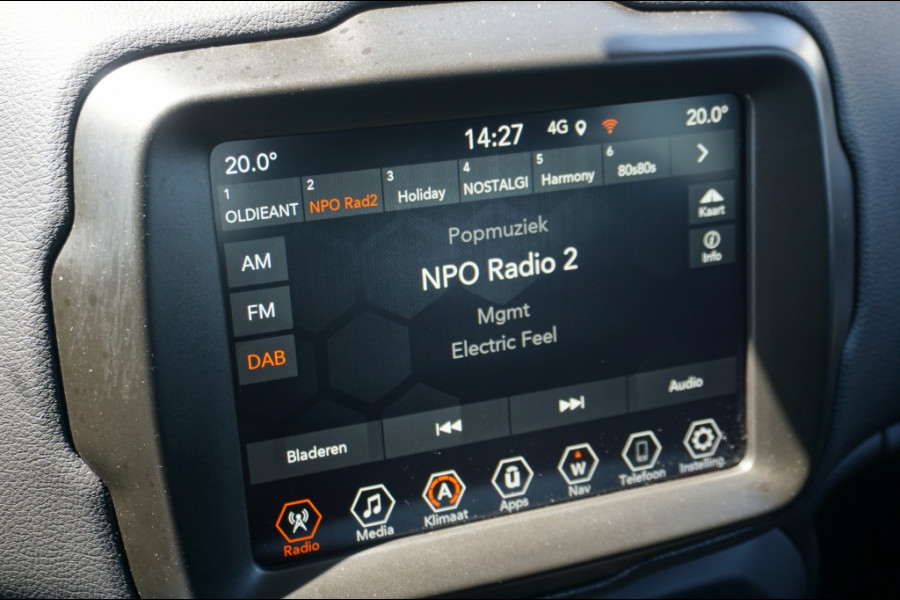 20.0° 14:27 4G 20.0°
1 OLDIEANT 2 NPO Rad2 3 Holiday 4 NOSTALGI 5 Harmony 6 80s80s
Kaart
Info
AM
FM
DAB
Popmuziek
NPO Radio 2
Mgmt
Electric Feel
Bladeren Audio
Radio Media A Klimaat ū Apps W Nav Telefoon Instelling.